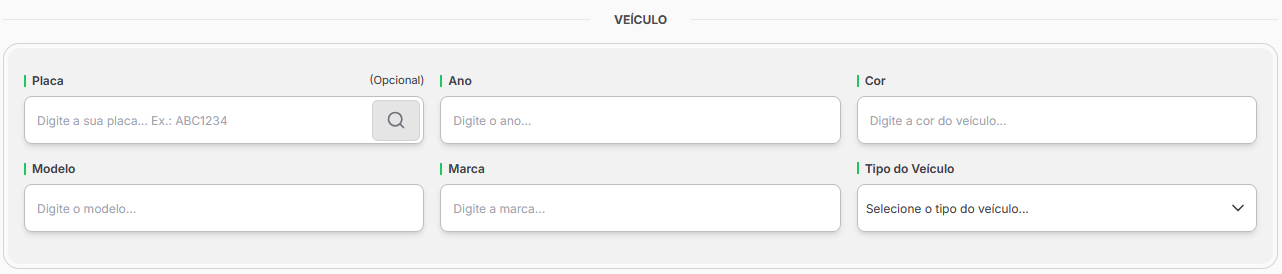 VEÍCULO
Placa (Opcional) Ano Cor
Digite a sua placa... Ex.: ABC1234 Digite o ano... Digite a cor do veículo...
Modelo Marca Tipo do Veículo
Digite o modelo... Digite a marca... Selecione o tipo do veículo...